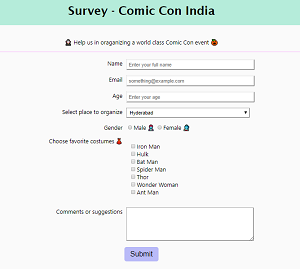 Survey - Comic Con India
Help us in oraganizing a world class Comic Con event
Name Enter your full name
Email something@example.com
Age Enter your age
Select place to organize Hyderabad
Gender Male Female
Choose favorite costumes
Iron Man
Hulk
Bat Man
Spider Man
Thor
Wonder Woman
Ant Man
Comments or suggestions
Submit